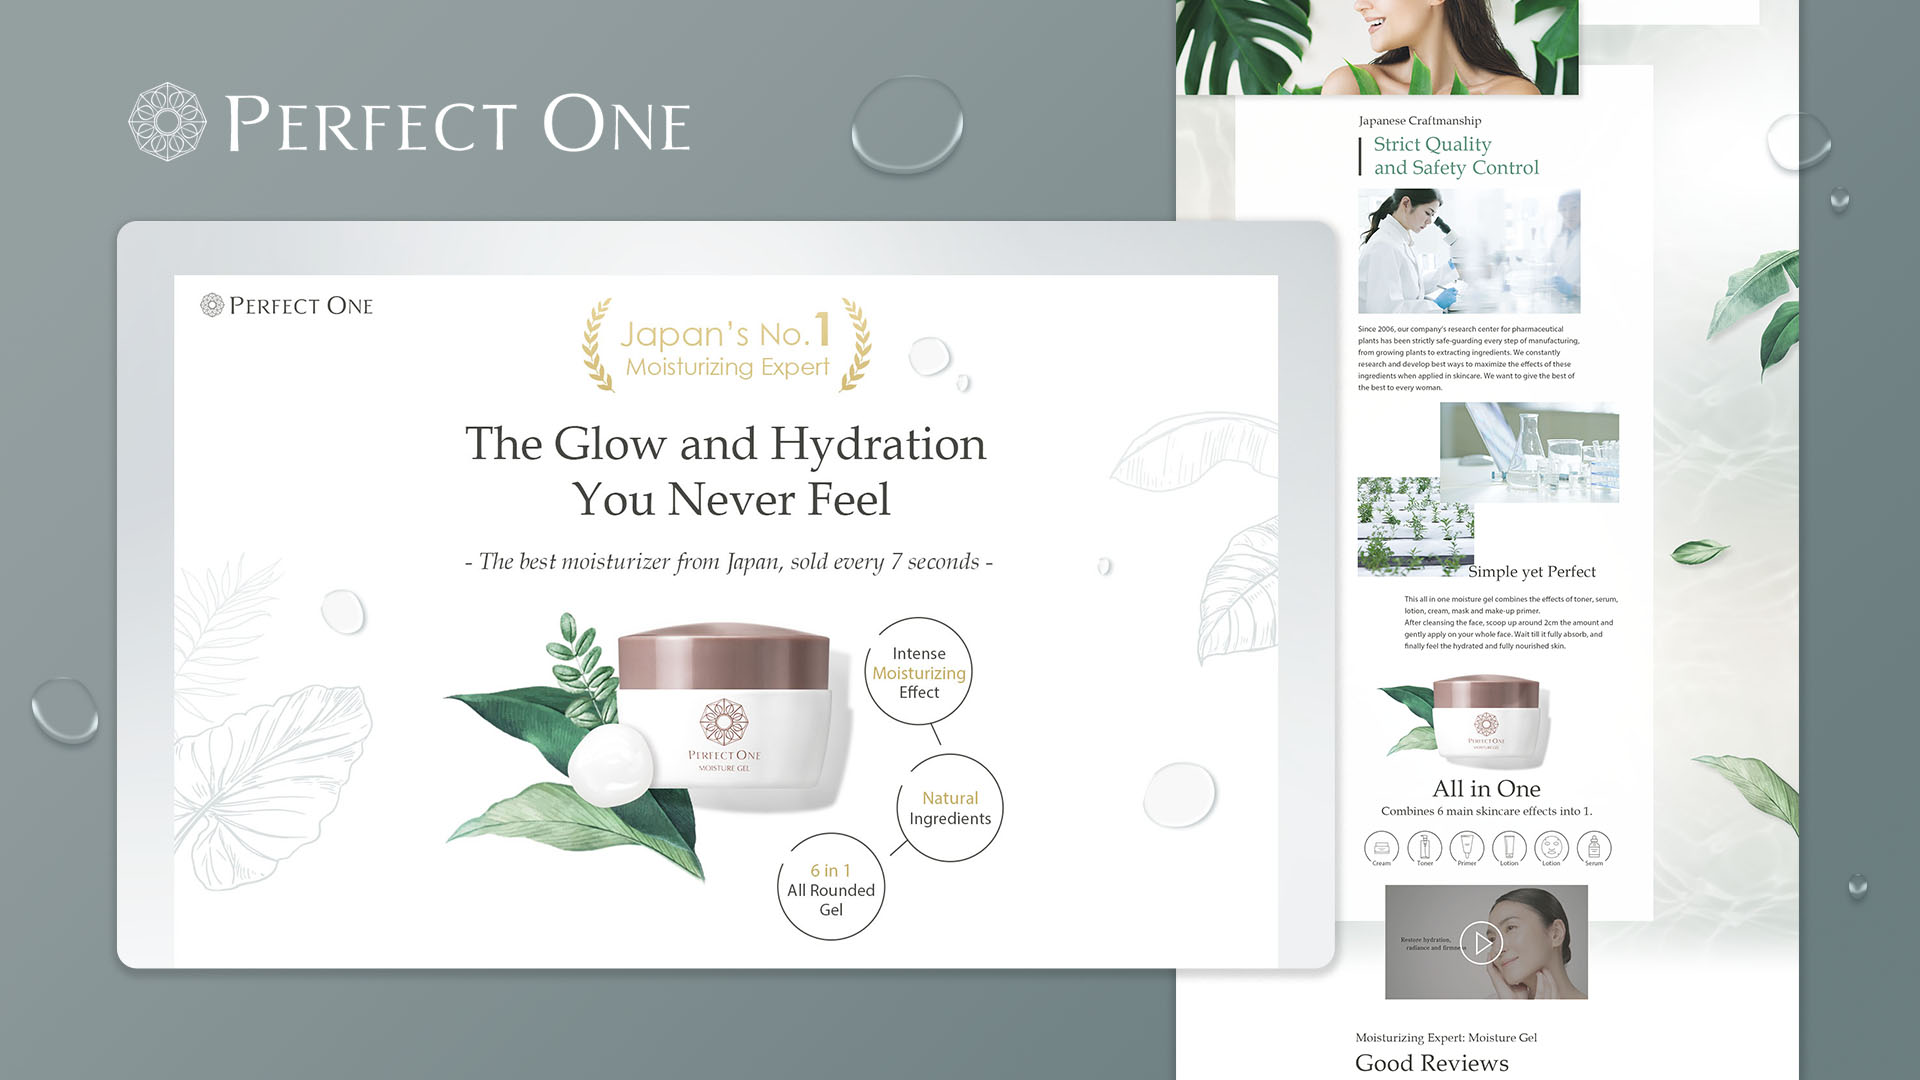 PERFECT ONE
PERFECT ONE
Japan's No.1
Moisturizing Expert
The Glow and Hydration
You Never Feel
- The best moisturizer from Japan, sold every 7 seconds -
PERFECT ONE
MOISTURE GEL
Intense
Moisturizing
Effect
Natural
Ingredients
6 in 1
All Rounded
Gel
Japanese Craftmanship
Strict Quality
and Safety Control
Since 2006, our company's research center for pharmaceutical
plants has been strictly safe-guarding every step of manufacturing,
from growing plants to extracting ingredients. We constantly
research and develop best ways to maximize the effects of these
ingredients when applied in skincare. We want to give the best of
the best to every woman.
Simple yet Perfect
This all in one moisture gel combines the effects of toner, serum,
lotion, cream, mask and make-up primer.
After cleansing the face, scoop up around 2cm the amount and
gently apply on your whole face. Wait till it fully absorb, and
finally feel the hydrated and fully nourished skin.
PERFECT ONE
MOISTURE GEL
All in One
Combines 6 main skincare effects into 1.
Cream
Toner
Primer
Lotion
Lotion
Serum
Restore hydration,
radiance and firmness
Moisturizing Expert: Moisture Gel
Good Reviews